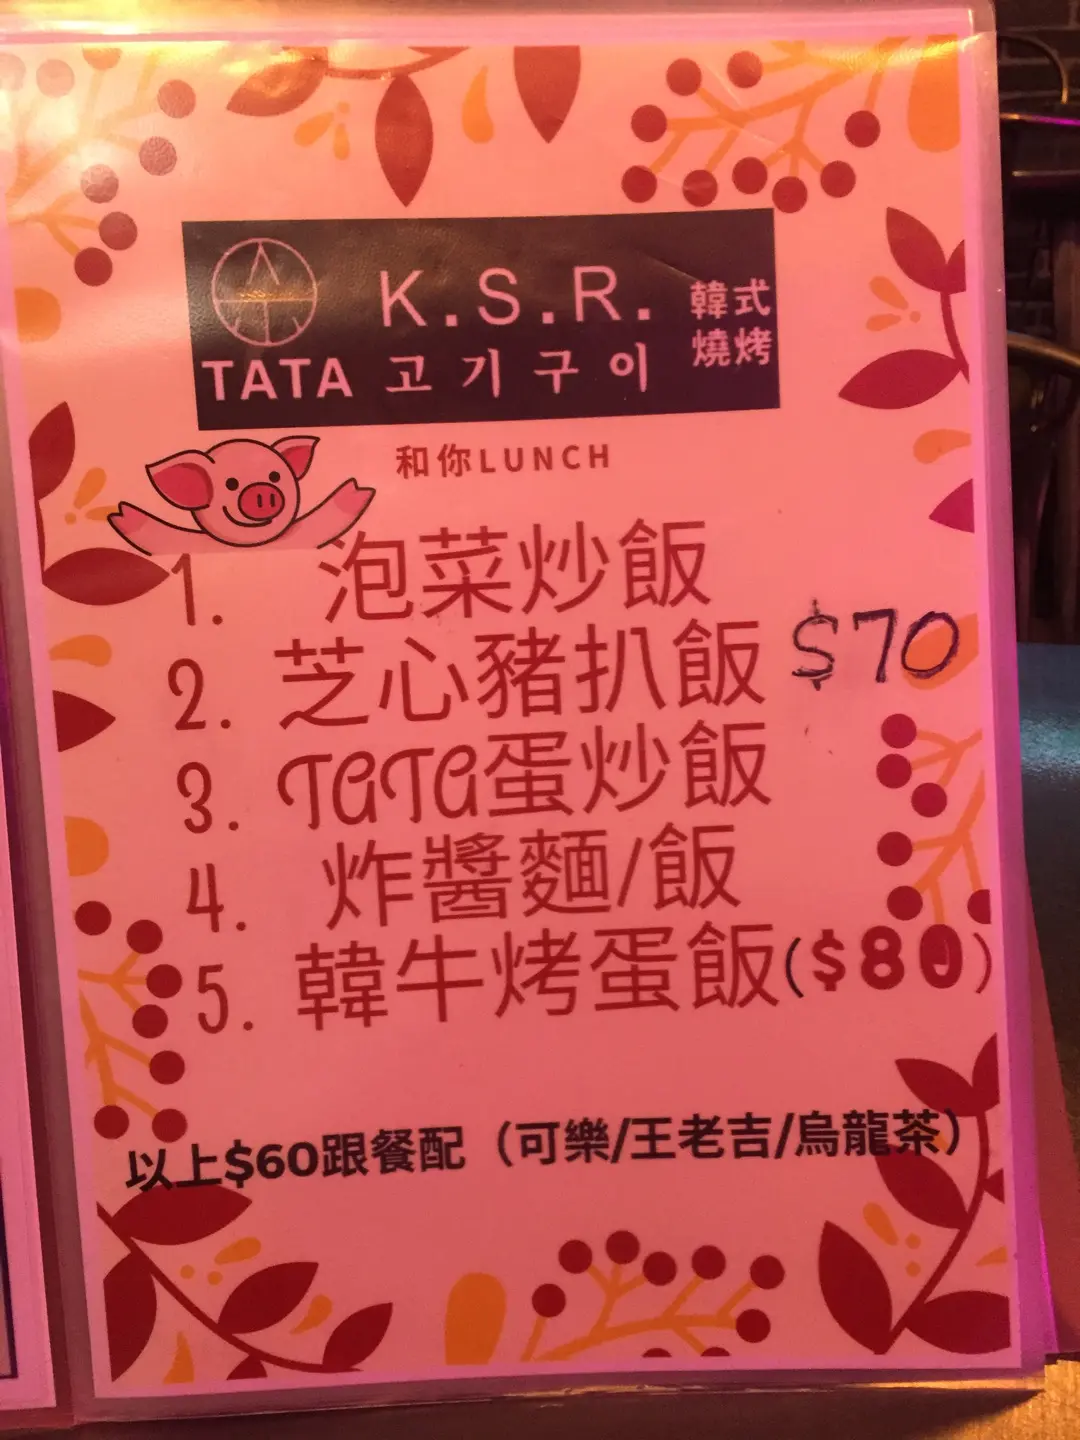 K.S.R. 韓式
TATA 고기구이 燒烤
和你LUNCH
1. 泡菜炒飯
2. 芝心豬扒飯 $70
3. TATA蛋炒飯
4. 炸醬麵/飯
5. 韓牛烤蛋飯($80)
以上$60跟餐配（可樂/王老吉/烏龍茶）